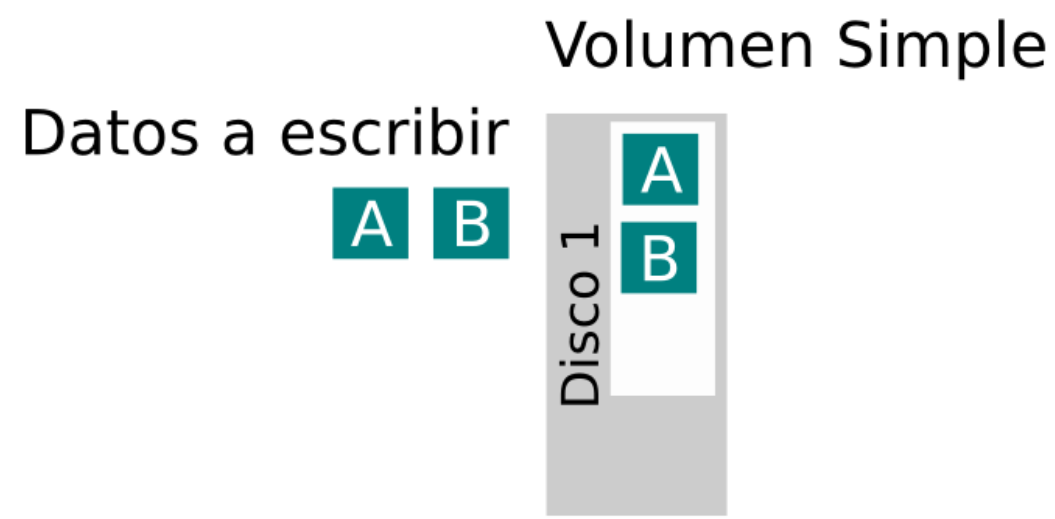 Volumen Simple
Datos a escribir
A B
Disco 1
A
B